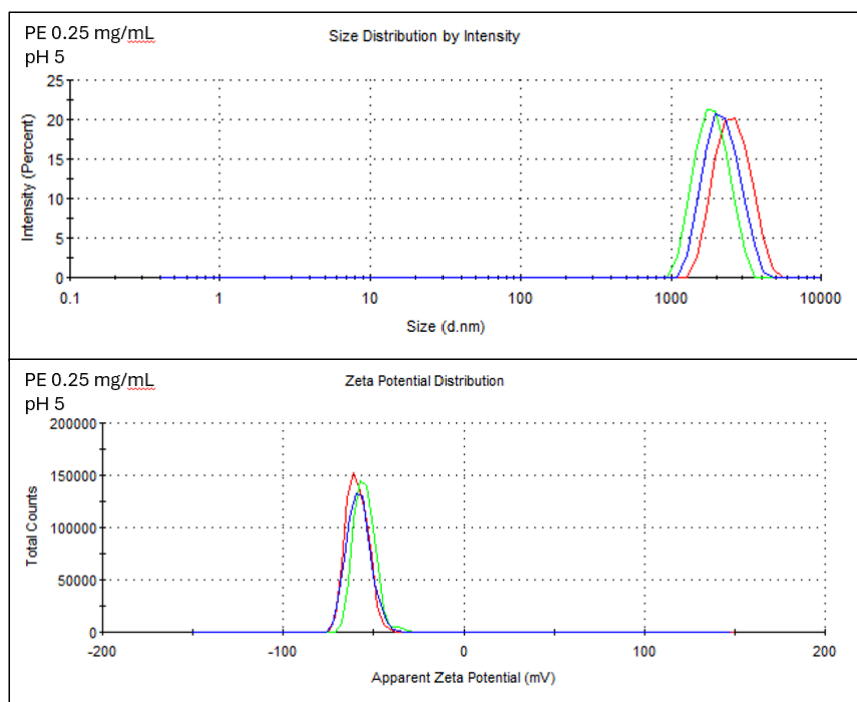 PE 0.25 mg/mL
pH 5
Size Distribution by Intensity
Intensity (Percent)
25
20
15
10
5
0
0.1 1 10 100 1000 10000
Size (d.nm)
PE 0.25 mg/mL
pH 5
Zeta Potential Distribution
Total Counts
200000
150000
100000
50000
0
-200 -100 0 100 200
Apparent Zeta Potential (mV)